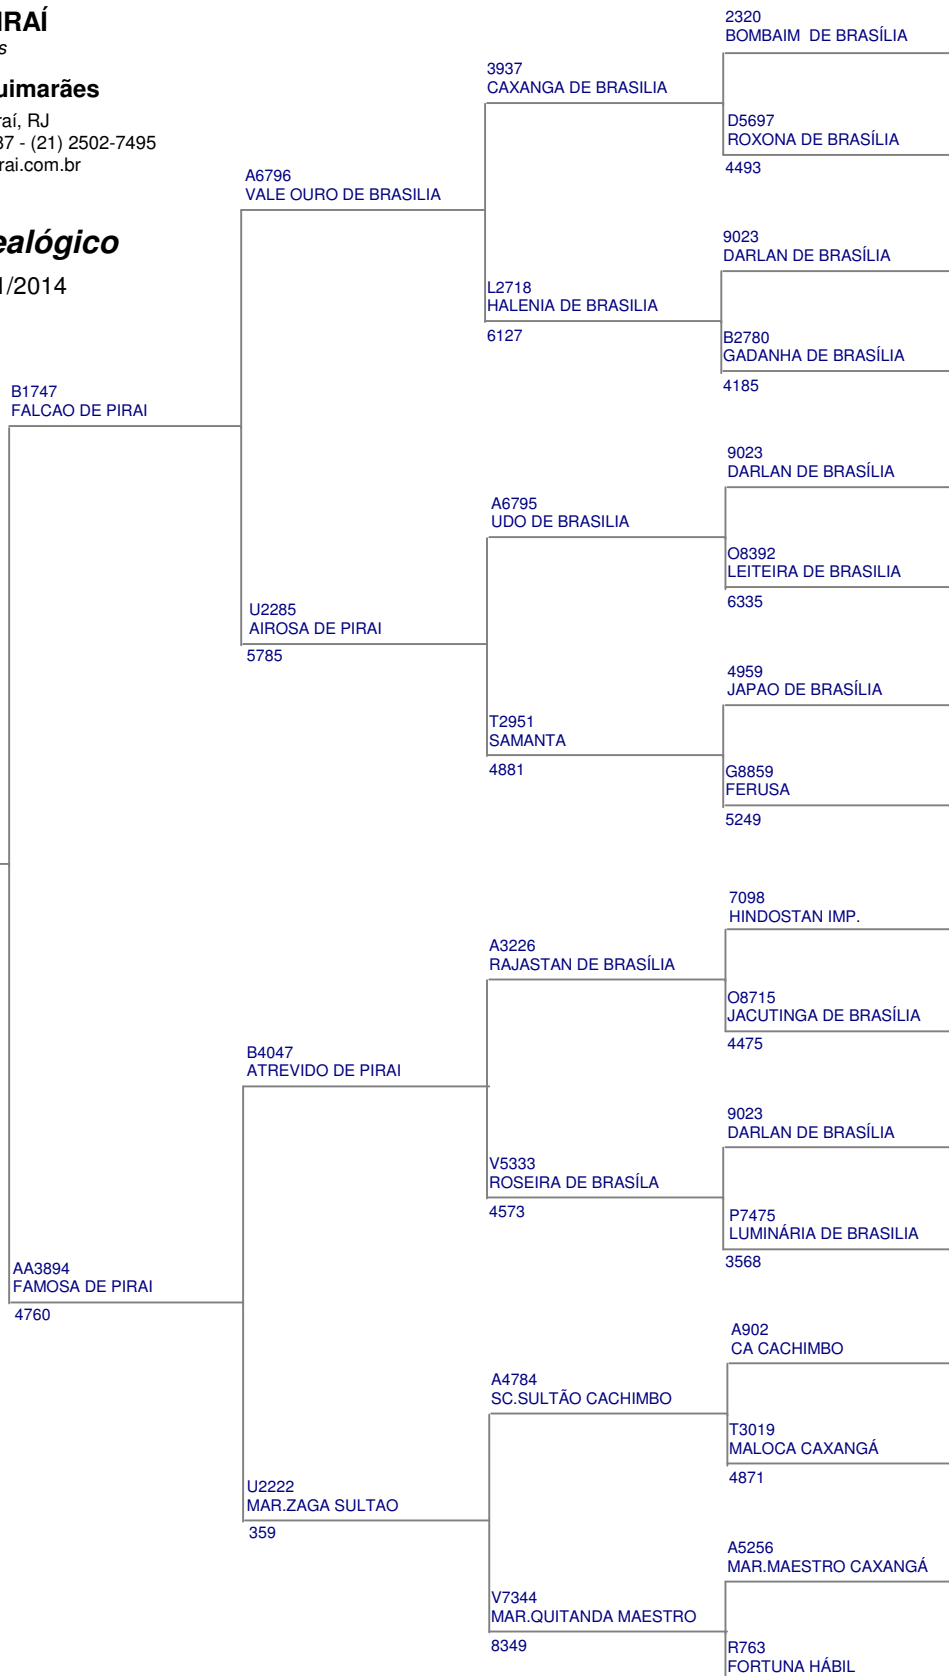 IRAÍ
s
uimarães
raí, RJ
37 - (21) 2502-7495
rai.com.br
ealógico
1/2014
B1747
FALCAO DE PIRAI
AA3894
FAMOSA DE PIRAI
4760
A6796
VALE OURO DE BRASILIA
U2285
AIROSA DE PIRAI
5785
B4047
ATREVIDO DE PIRAI
U2222
MAR.ZAGA SULTAO
359
3937
CAXANGA DE BRASILIA
L2718
HALENIA DE BRASILIA
6127
A6795
UDO DE BRASILIA
T2951
SAMANTA
4881
A3226
RAJASTAN DE BRASÍLIA
V5333
ROSEIRA DE BRASÍLA
4573
A4784
SC.SULTÃO CACHIMBO
V7344
MAR.QUITANDA MAESTRO
8349
2320
BOMBAIM  DE BRASÍLIA
D5697
ROXONA DE BRASÍLIA
4493
9023
DARLAN DE BRASÍLIA
B2780
GADANHA DE BRASÍLIA
4185
9023
DARLAN DE BRASÍLIA
O8392
LEITEIRA DE BRASILIA
6335
4959
JAPAO DE BRASÍLIA
G8859
FERUSA
5249
7098
HINDOSTAN IMP.
O8715
JACUTINGA DE BRASÍLIA
4475
9023
DARLAN DE BRASÍLIA
P7475
LUMINÁRIA DE BRASILIA
3568
A902
CA CACHIMBO
T3019
MALOCA CAXANGÁ
4871
A5256
MAR.MAESTRO CAXANGÁ
R763
FORTUNA HÁBIL